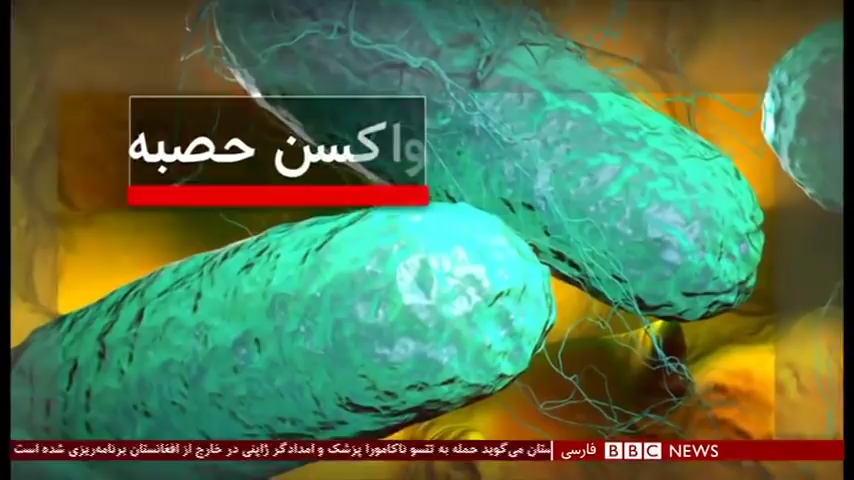 واکسن حصبه
ستان می‌گوید حمله به تتسو ناکامورا پزشک و امدادگر ژاپنی در خارج از افغانستان برنامه‌ریزی شده است
BBC NEWS فارسی